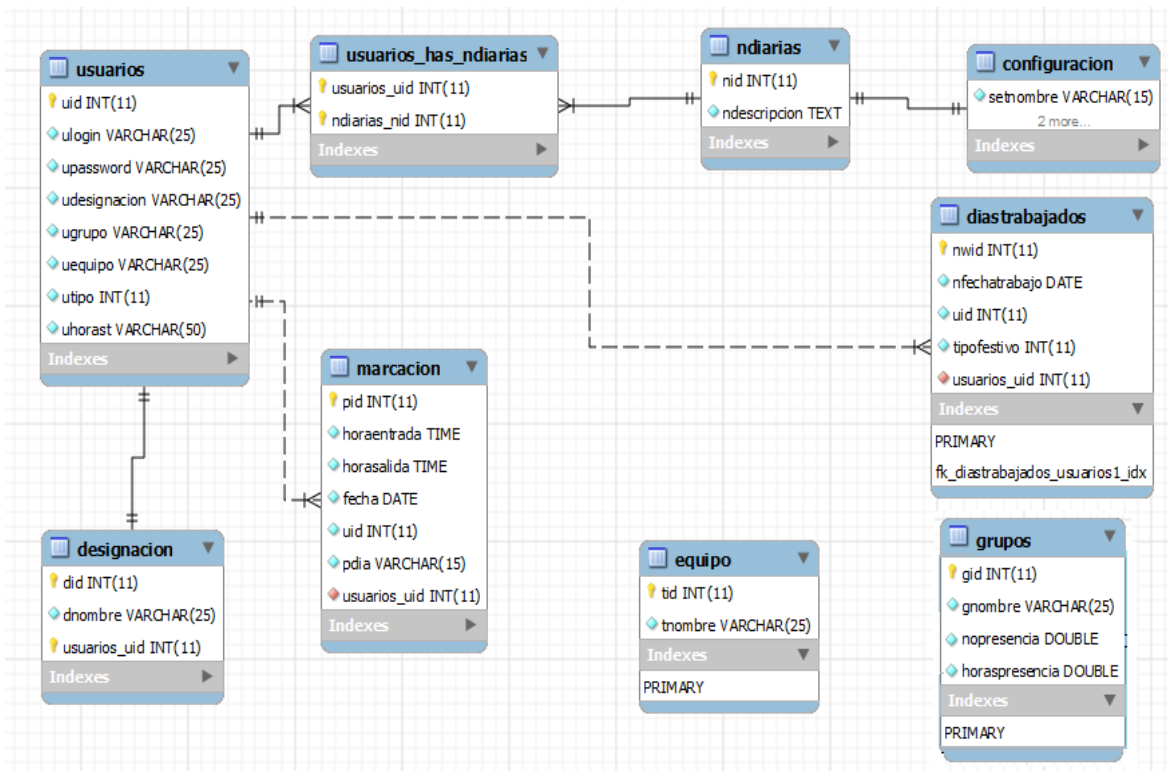 usuarios
uid INT(11)
ulogin VARCHAR(25)
upassword VARCHAR(25)
udesignacion VARCHAR(25)
ugrupo VARCHAR(25)
uequipo VARCHAR(25)
utipo INT(11)
uhorast VARCHAR(50)
Indexes
usuarios_has_ndiarias
usuarios_uid INT(11)
ndiarias_nid INT(11)
Indexes
ndiarias
nid INT(11)
ndescripcion TEXT
Indexes
configuracion
setnombre VARCHAR(15)
2 more...
Indexes
diastrabajados
nwid INT(11)
nfechatrabajo DATE
uid INT(11)
tipofestivo INT(11)
usuarios_uid INT(11)
Indexes
PRIMARY
fk_diastrabajados_usuarios1_idx
marcacion
pid INT(11)
horaentrada TIME
horasalida TIME
fecha DATE
uid INT(11)
pdia VARCHAR(15)
usuarios_uid INT(11)
Indexes
designacion
did INT(11)
dnombre VARCHAR(25)
usuarios_uid INT(11)
Indexes
equipo
tid INT(11)
tnombre VARCHAR(25)
Indexes
PRIMARY
grupos
gid INT(11)
gnombre VARCHAR(25)
nopresencia DOUBLE
horaspresencia DOUBLE
Indexes
PRIMARY